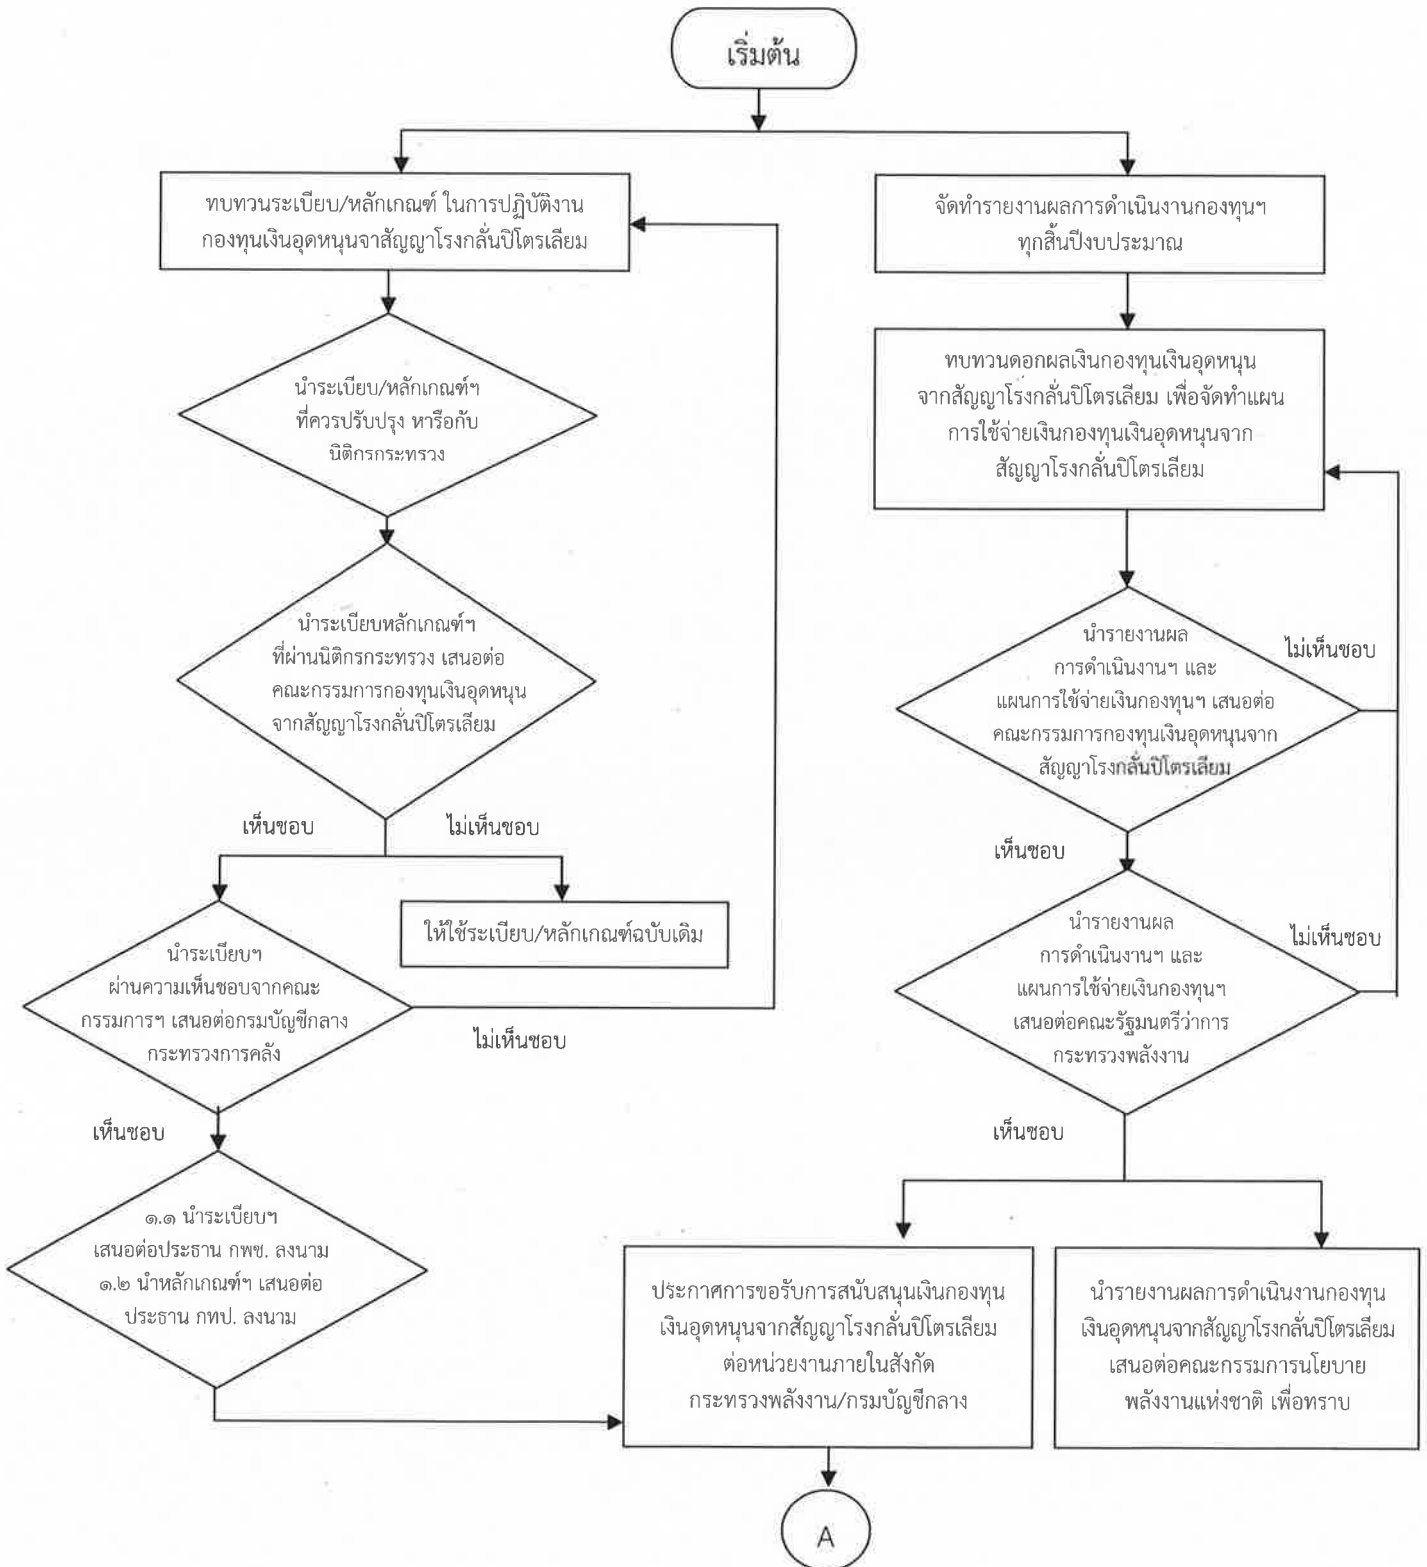 เริ่มต้น
ทบทวนระเบียบ/หลักเกณฑ์ ในการปฏิบัติงาน
กองทุนเงินอุดหนุนจาสัญญาโรงกลั่นปิโตรเลียม
นำระเบียบ/หลักเกณฑ์ฯ
ที่ควรปรับปรุง หารือกับ
นิติกรกระทรวง
นำระเบียบหลักเกณฑ์ฯ
ที่ผ่านนิติกรกระทรวง เสนอต่อ
คณะกรรมการกองทุนเงินอุดหนุน
จากสัญญาโรงกลั่นปิโตรเลียม
เห็นชอบ
ไม่เห็นชอบ
ให้ใช้ระเบียบ/หลักเกณฑ์ฉบับเดิม
นำระเบียบฯ
ผ่านความเห็นชอบจากคณะ
กรรมการฯ เสนอต่อกรมบัญชีกลาง
กระทรวงการคลัง
ไม่เห็นชอบ
เห็นชอบ
๑.๑ นำระเบียบฯ
เสนอต่อประธาน กพช. ลงนาม
๑.๒ นำหลักเกณฑ์ฯ เสนอต่อ
ประธาน กทป. ลงนาม
จัดทำรายงานผลการดำเนินงานกองทุนฯ
ทุกสิ้นปีงบประมาณ
ทบทวนดอกผลเงินกองทุนเงินอุดหนุน
จากสัญญาโรงกลั่นปิโตรเลียม เพื่อจัดทำแผน
การใช้จ่ายเงินกองทุนเงินอุดหนุนจาก
สัญญาโรงกลั่นปิโตรเลียม
นำรายงานผล
การดำเนินงานฯ และ
แผนการใช้จ่ายเงินกองทุนฯ เสนอต่อ
คณะกรรมการกองทุนเงินอุดหนุนจาก
สัญญาโรงกลั่นปิโตรเลียม
ไม่เห็นชอบ
เห็นชอบ
นำรายงานผล
การดำเนินงานฯ และ
แผนการใช้จ่ายเงินกองทุนฯ
เสนอต่อคณะรัฐมนตรีว่าการ
กระทรวงพลังงาน
ไม่เห็นชอบ
เห็นชอบ
ประกาศการขอรับการสนับสนุนเงินกองทุน
เงินอุดหนุนจากสัญญาโรงกลั่นปิโตรเลียม
ต่อหน่วยงานภายในสังกัด
กระทรวงพลังงาน/กรมบัญชีกลาง
นำรายงานผลการดำเนินงานกองทุน
เงินอุดหนุนจากสัญญาโรงกลั่นปิโตรเลียม
เสนอต่อคณะกรรมการนโยบาย
พลังงานแห่งชาติ เพื่อทราบ
A